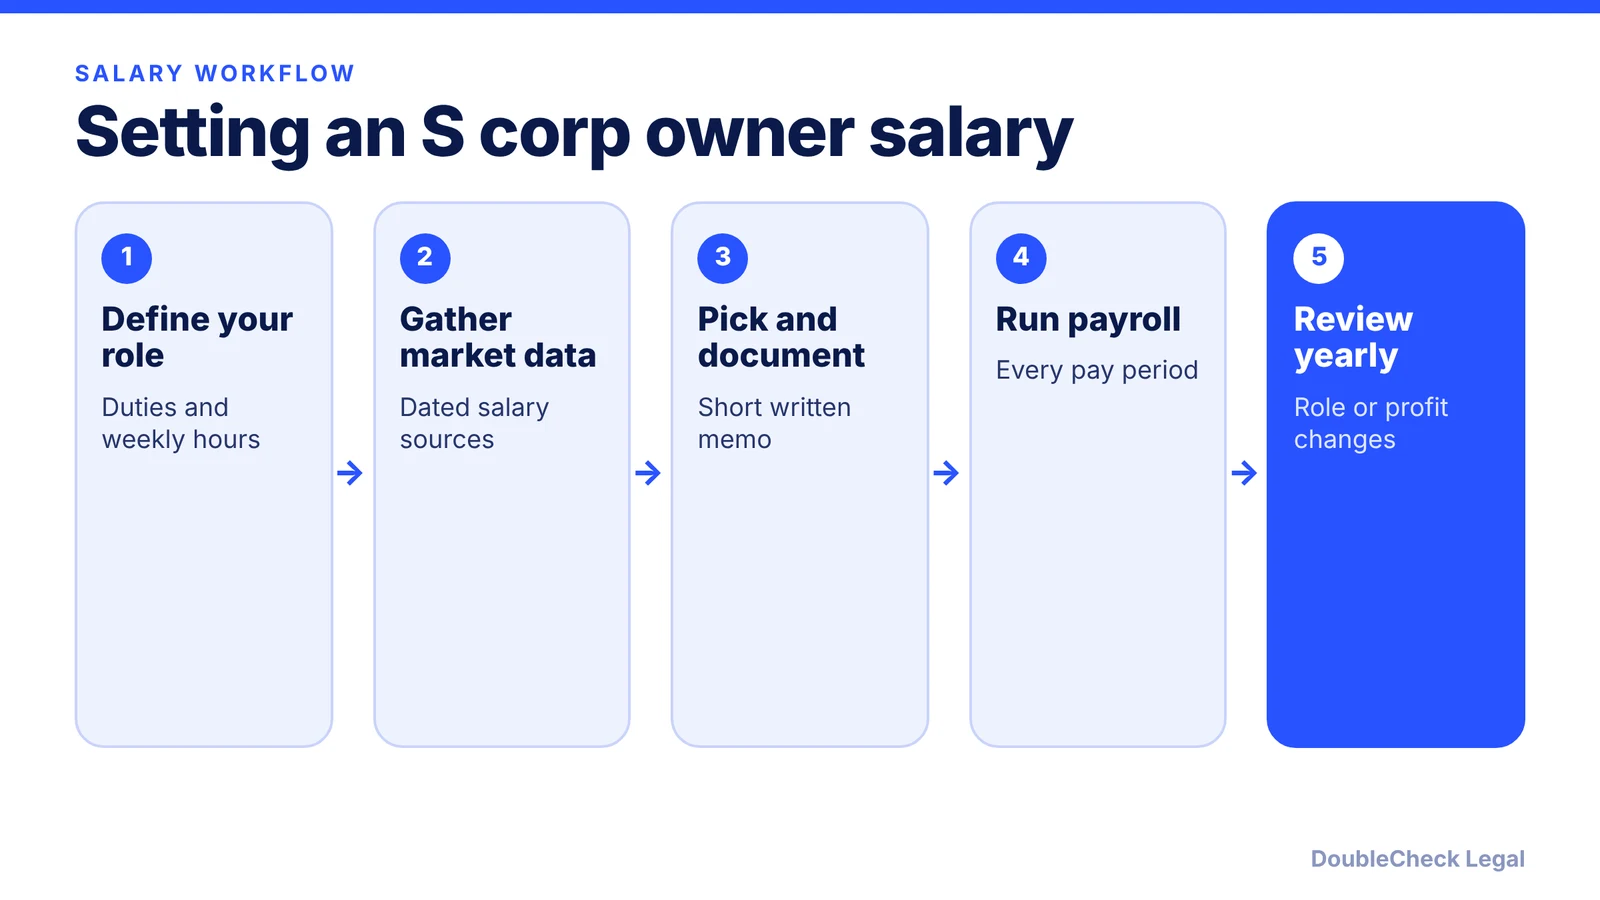 SALARY WORKFLOW
Setting an S corp owner salary
1
Define your
role
Duties and
weekly hours
→
2
Gather
market data
Dated salary
sources
→
3
Pick and
document
Short written
memo
→
4
Run payroll
Every pay period
→
5
Review
yearly
Role or profit
changes
DoubleCheck Legal